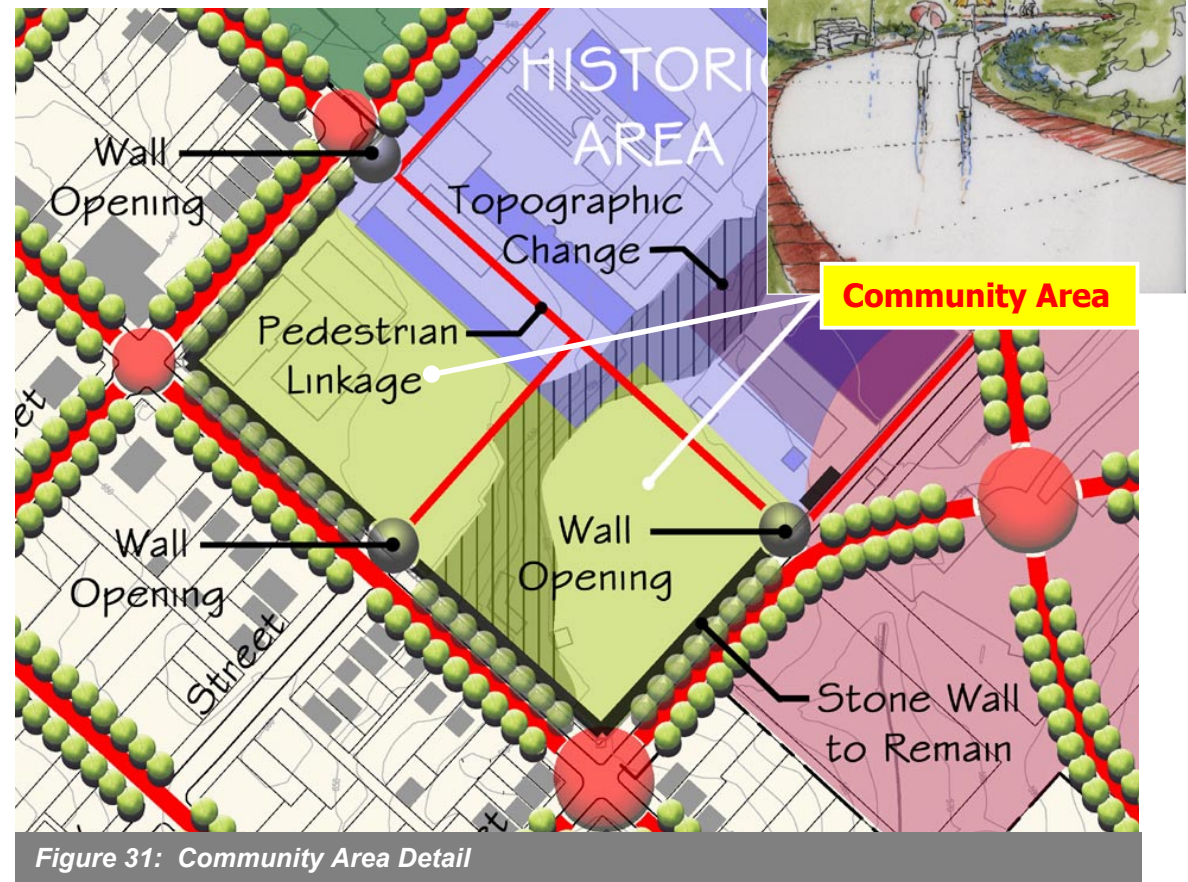 HISTORIC
AREA
Wall
Opening
Topographic
Change
Community Area
Pedestrian
Linkage
Wall
Opening
Wall
Opening
Street
Stone Wall
to Remain
Figure 31: Community Area Detail